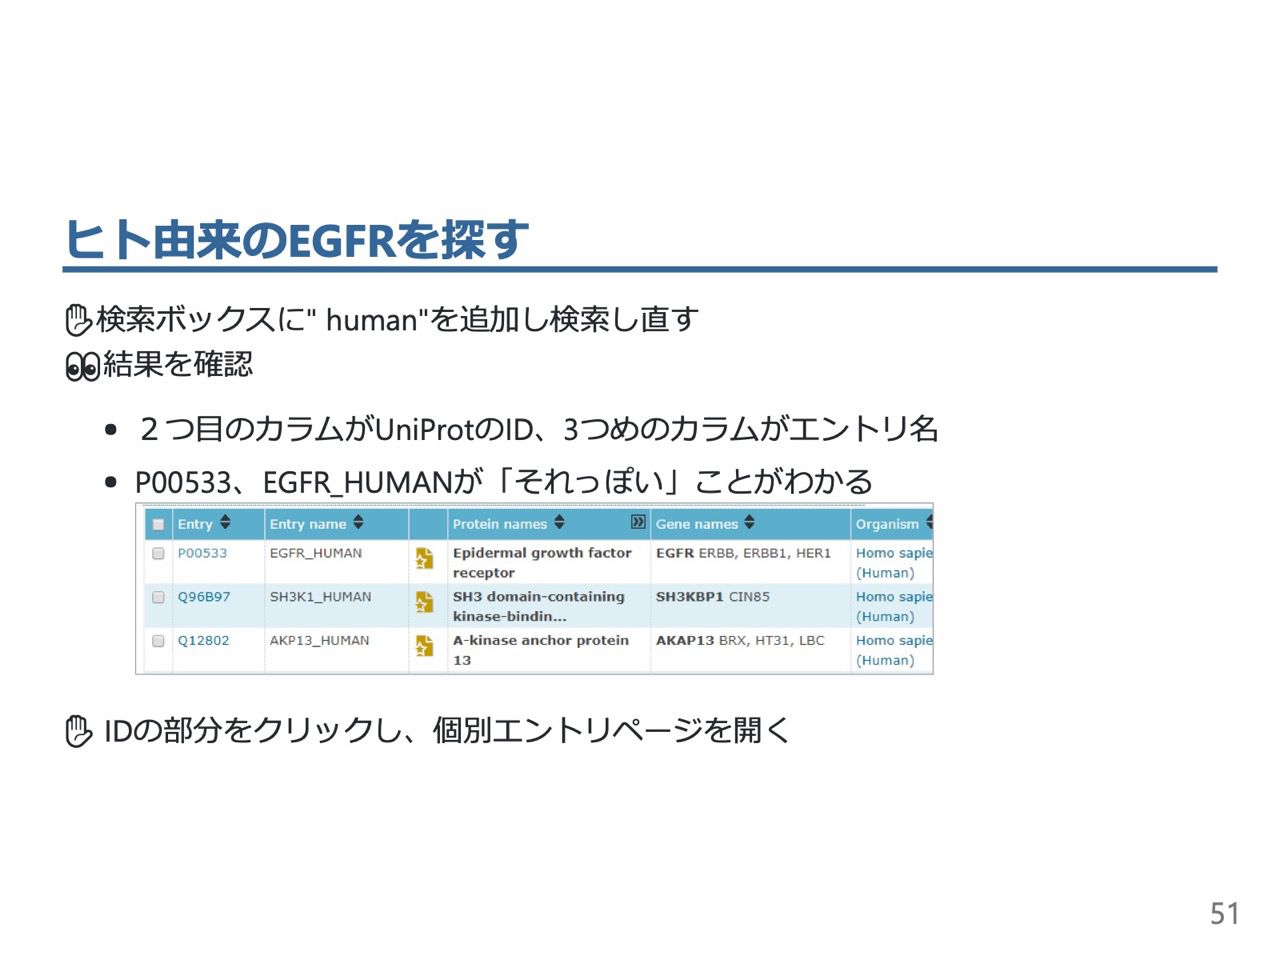 ヒト由来のEGFRを探す
✋検索ボックスに" human"を追加し検索し直す
👀結果を確認
• ２つ目のカラムがUniProtのID、3つめのカラムがエントリ名
• P00533、EGFR_HUMANが「それっぽい」ことがわかる
Entry Entry name Protein names Gene names Organism
P00533 EGFR_HUMAN Epidermal growth factor EGFR ERBB, ERBB1, HER1 Homo sapie
receptor (Human)
Q96B97 SH3K1_HUMAN SH3 domain-containing SH3KBP1 CIN85 Homo sapie
kinase-bindin... (Human)
Q12802 AKP13_HUMAN A-kinase anchor protein AKAP13 BRX, HT31, LBC Homo sapie
13 (Human)
✋ IDの部分をクリックし、個別エントリページを開く
51